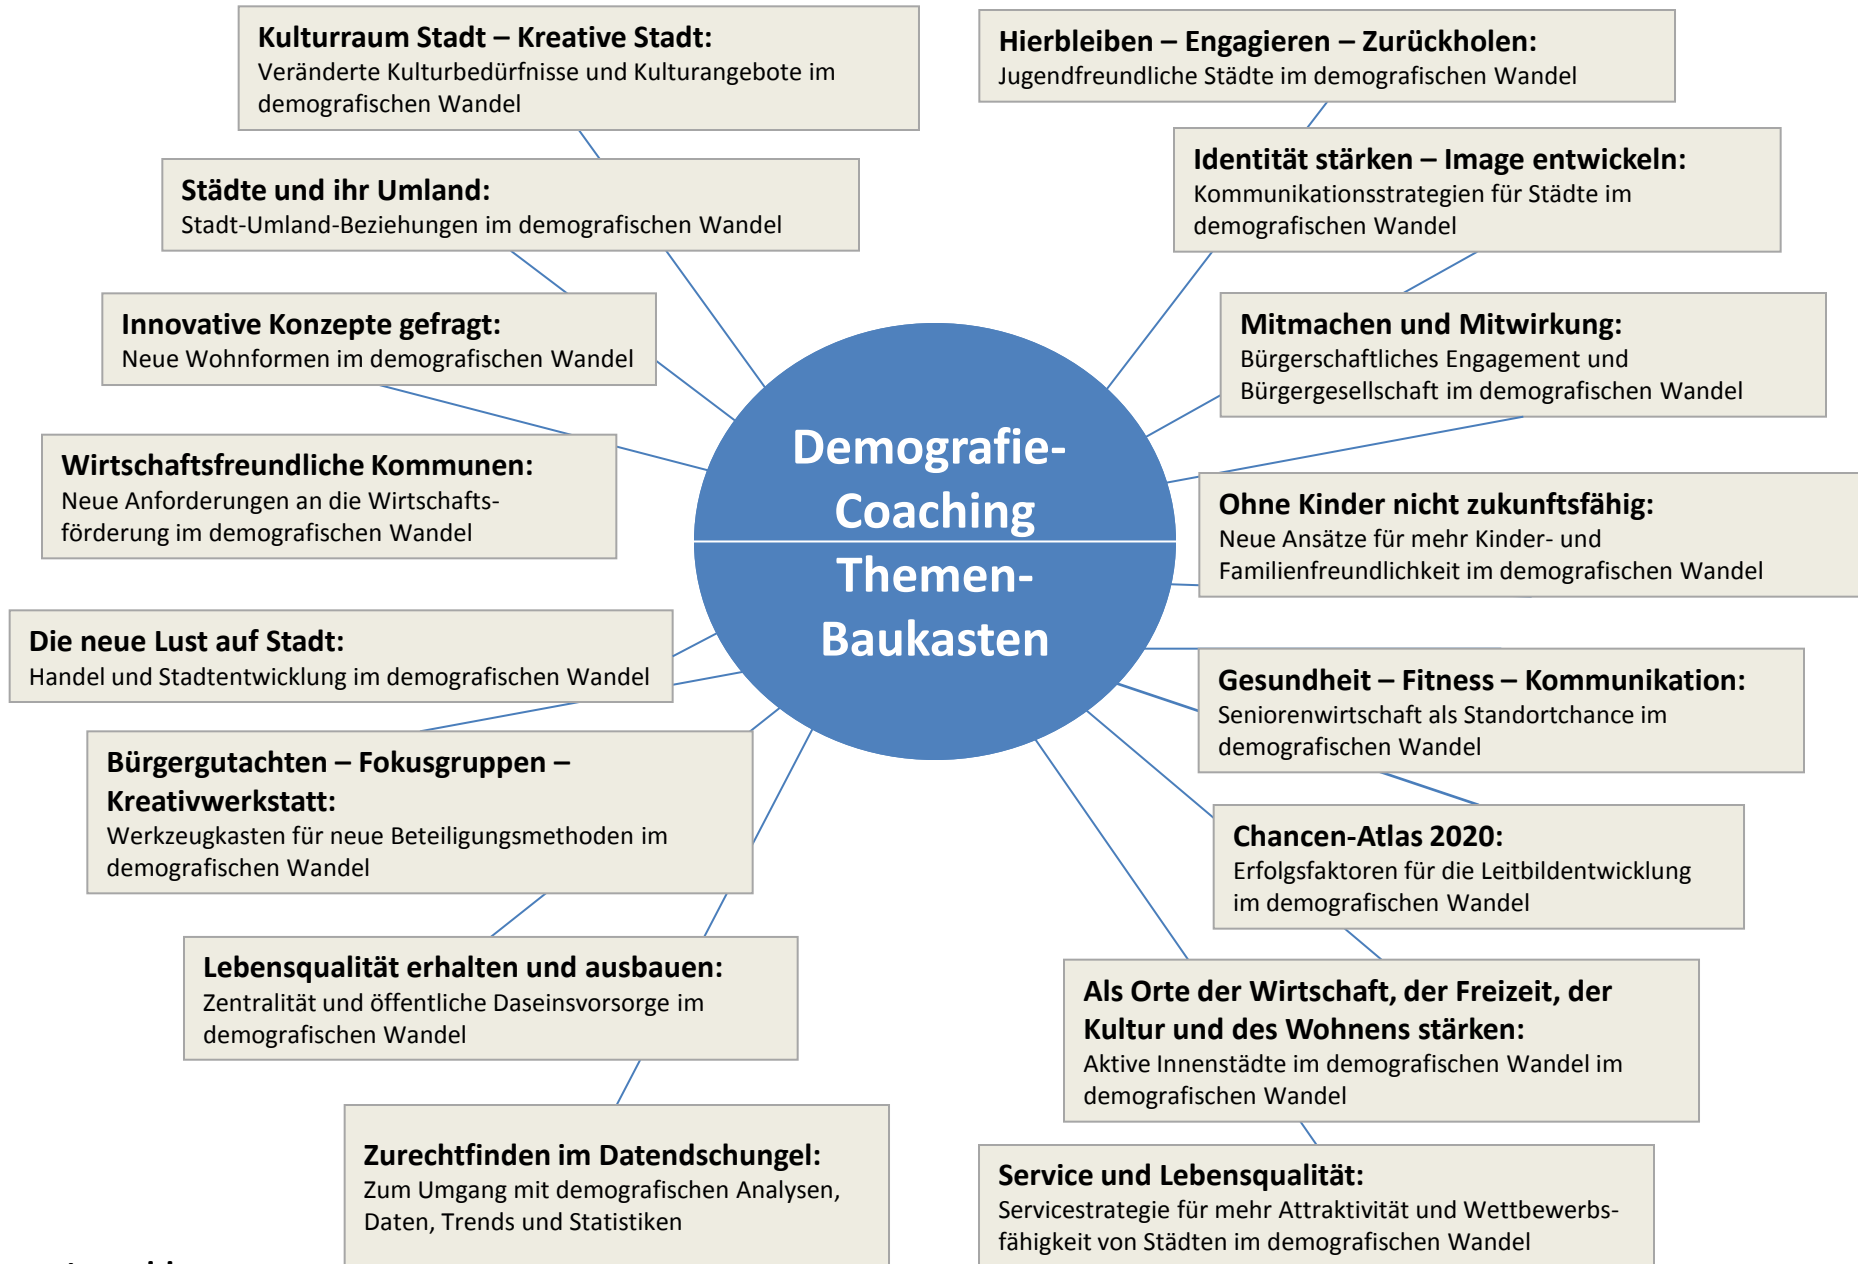 Kulturraum Stadt – Kreative Stadt:
Veränderte Kulturbedürfnisse und Kulturangebote im
demografischen Wandel
Hierbleiben – Engagieren – Zurückholen:
Jugendfreundliche Städte im demografischen Wandel
Städte und ihr Umland:
Stadt-Umland-Beziehungen im demografischen Wandel
Identität stärken – Image entwickeln:
Kommunikationsstrategien für Städte im
demografischen Wandel
Innovative Konzepte gefragt:
Neue Wohnformen im demografischen Wandel
Mitmachen und Mitwirkung:
Bürgerschaftliches Engagement und
Bürgergesellschaft im demografischen Wandel
Demografie-
Coaching
Themen-
Baukasten
Wirtschaftsfreundliche Kommunen:
Neue Anforderungen an die Wirtschafts-
förderung im demografischen Wandel
Ohne Kinder nicht zukunftsfähig:
Neue Ansätze für mehr Kinder- und
Familienfreundlichkeit im demografischen Wandel
Die neue Lust auf Stadt:
Handel und Stadtentwicklung im demografischen Wandel
Gesundheit – Fitness – Kommunikation:
Seniorenwirtschaft als Standortchance im
demografischen Wandel
Bürgergutachten – Fokusgruppen –
Kreativwerkstatt:
Werkzeugkasten für neue Beteiligungsmethoden im
demografischen Wandel
Chancen-Atlas 2020:
Erfolgsfaktoren für die Leitbildentwicklung
im demografischen Wandel
Lebensqualität erhalten und ausbauen:
Zentralität und öffentliche Daseinsvorsorge im
demografischen Wandel
Als Orte der Wirtschaft, der Freizeit, der
Kultur und des Wohnens stärken:
Aktive Innenstädte im demografischen Wandel im
demografischen Wandel
Zurechtfinden im Datendschungel:
Zum Umgang mit demografischen Analysen,
Daten, Trends und Statistiken
Service und Lebensqualität:
Servicestrategie für mehr Attraktivität und Wettbewerbs-
fähigkeit von Städten im demografischen Wandel